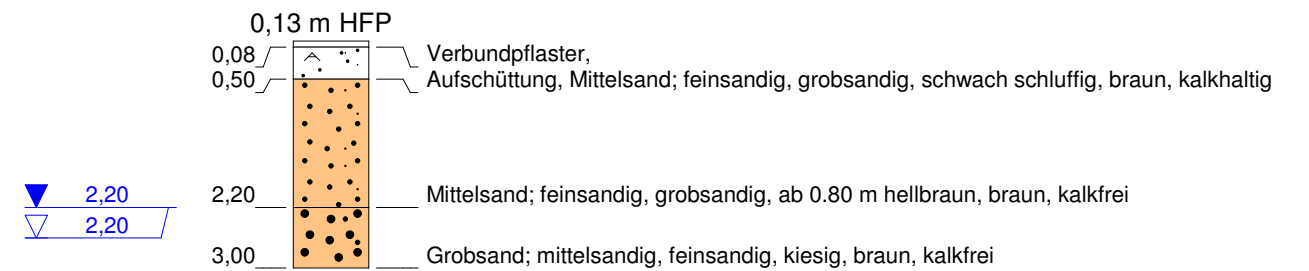 0,13 m HFP
0,08 Verbundpflaster,
0,50 Aufschüttung, Mittelsand; feinsandig, grobsandig, schwach schluffig, braun, kalkhaltig
2,20 2,20 Mittelsand; feinsandig, grobsandig, ab 0.80 m hellbraun, braun, kalkfrei
2,20
3,00 Grobsand; mittelsandig, feinsandig, kiesig, braun, kalkfrei